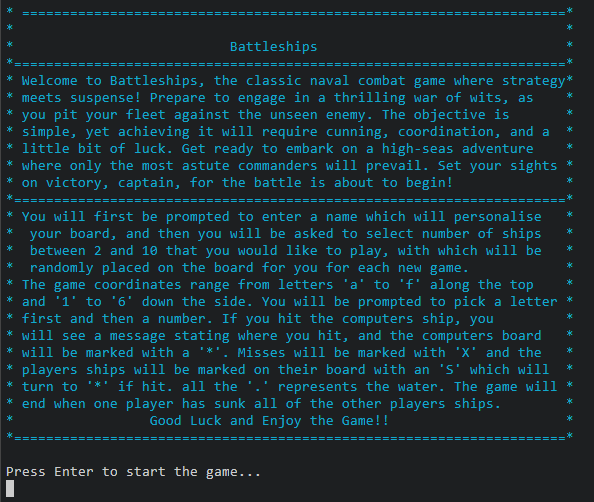 * ===================================================================*
*                                                                    *
*                           Battleships                               *
*====================================================================*
* Welcome to Battleships, the classic naval combat game where strategy*
* meets suspense! Prepare to engage in a thrilling war of wits, as    *
* you pit your fleet against the unseen enemy. The objective is       *
* simple, yet achieving it will require cunning, coordination, and a  *
* little bit of luck. Get ready to embark on a high-seas adventure    *
* where only the most astute commanders will prevail. Set your sights *
* on victory, captain, for the battle is about to begin!              *
*====================================================================*
* You will first be prompted to enter a name which will personalise   *
*  your board, and then you will be asked to select number of ships   *
*  between 2 and 10 that you would like to play, with which will be   *
*  randomly placed on the board for you for each new game.            *
* The game coordinates range from letters 'a' to 'f' along the top    *
* and '1' to '6' down the side. You will be prompted to pick a letter *
* first and then a number. If you hit the computers ship, you         *
* will see a message stating where you hit, and the computers board   *
* will be marked with a '*'. Misses will be marked with 'X' and the   *
* players ships will be marked on their board with an 'S' which will  *
* turn to '*' if hit. all the '.' represents the water. The game will *
* end when one player has sunk all of the other players ships.        *
*                 Good Luck and Enjoy the Game!!                      *
*====================================================================*
Press Enter to start the game...